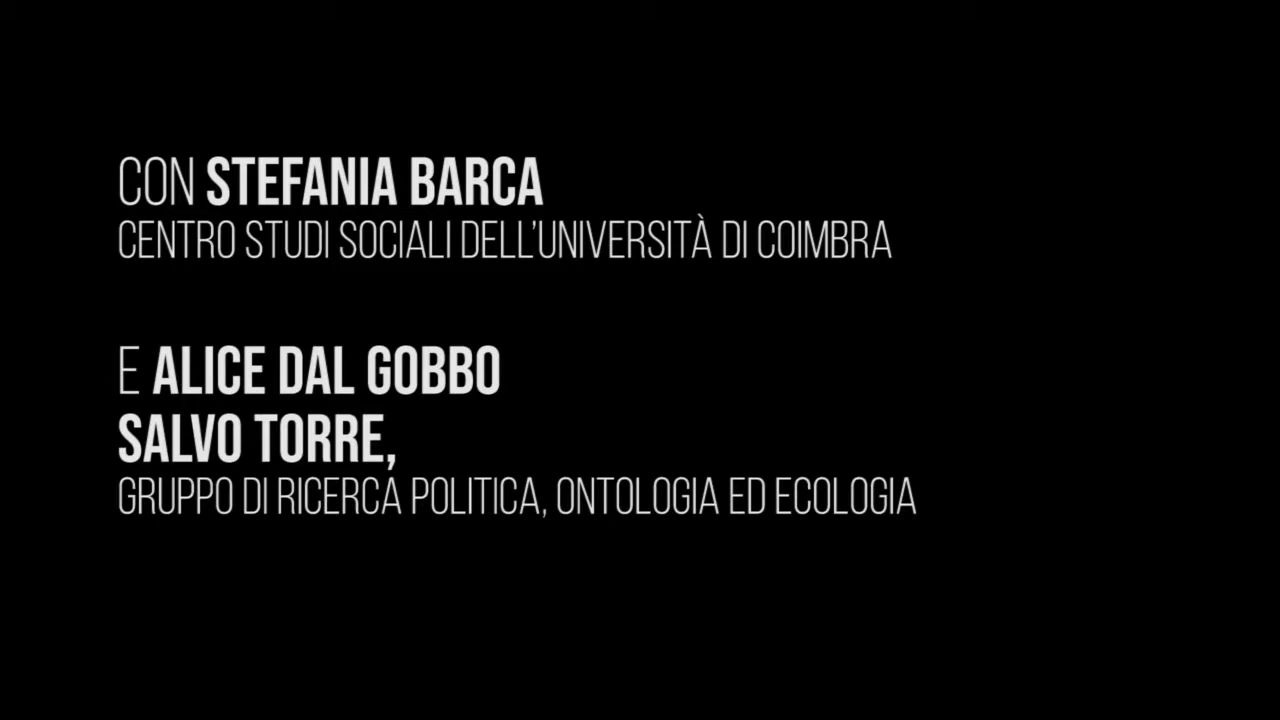 CON STEFANIA BARCA
CENTRO STUDI SOCIALI DELL'UNIVERSITÀ DI COIMBRA
E ALICE DAL GOBBO
SALVO TORRE,
GRUPPO DI RICERCA POLITICA, ONTOLOGIA ED ECOLOGIA